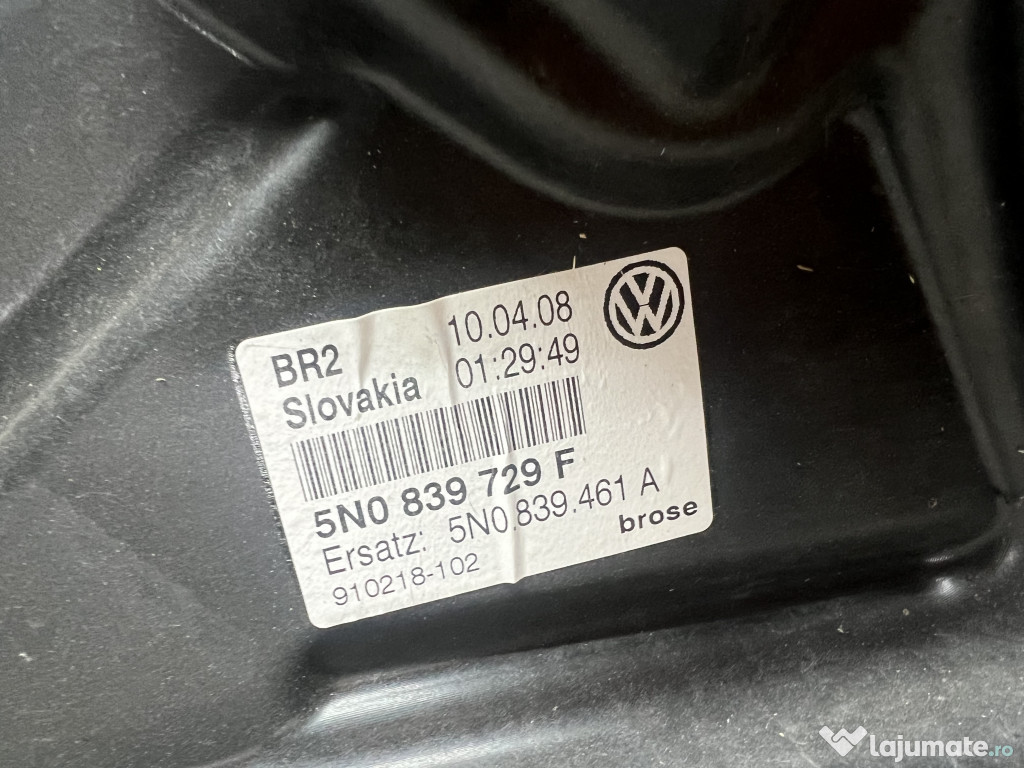 BR2 10.04.08
Slovakia 01:29:49
5N0 839 729 F
Ersatz: 5N0.839.461 A
910218-102 brose
lajumate.ro